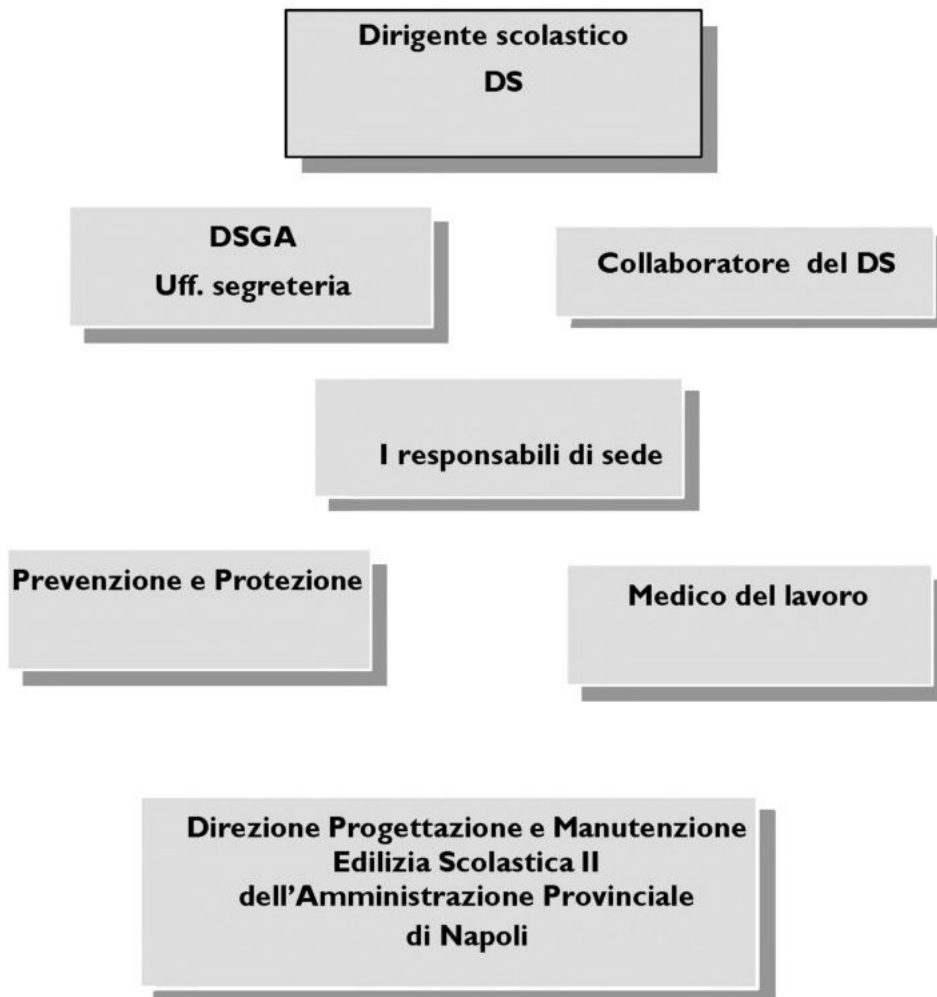 Dirigente scolastico
DS
DSGA
Uff. segreteria
Collaboratore del DS
I responsabili di sede
Prevenzione e Protezione
Medico del lavoro
Direzione Progettazione e Manutenzione
Edilizia Scolastica II
dell’Amministrazione Provinciale
di Napoli